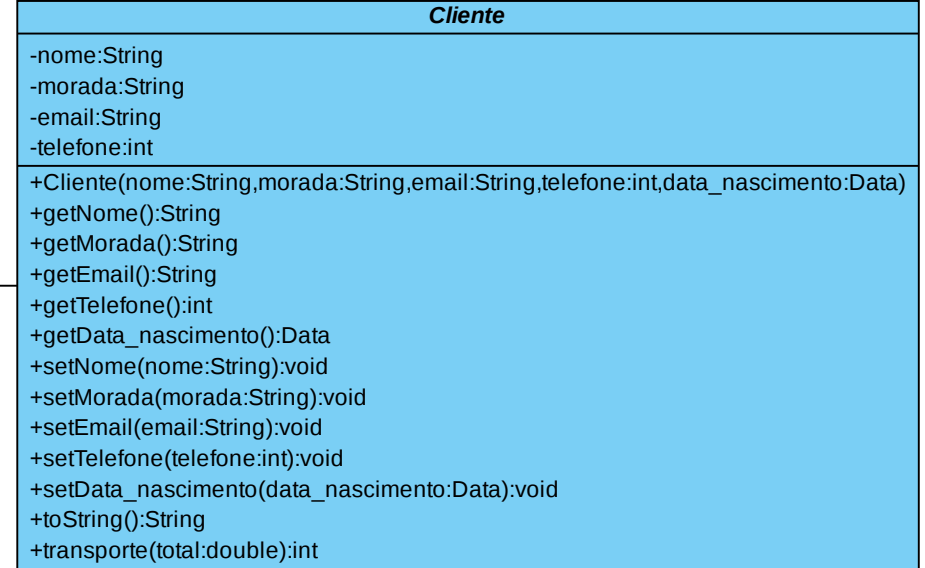 Cliente
-nome:String
-morada:String
-email:String
-telefone:int
+Cliente(nome:String,morada:String,email:String,telefone:int,data_nascimento:Data)
+getNome():String
+getMorada():String
+getEmail():String
+getTelefone():int
+getData_nascimento():Data
+setNome(nome:String):void
+setMorada(morada:String):void
+setEmail(email:String):void
+setTelefone(telefone:int):void
+setData_nascimento(data_nascimento:Data):void
+toString():String
+transporte(total:double):int